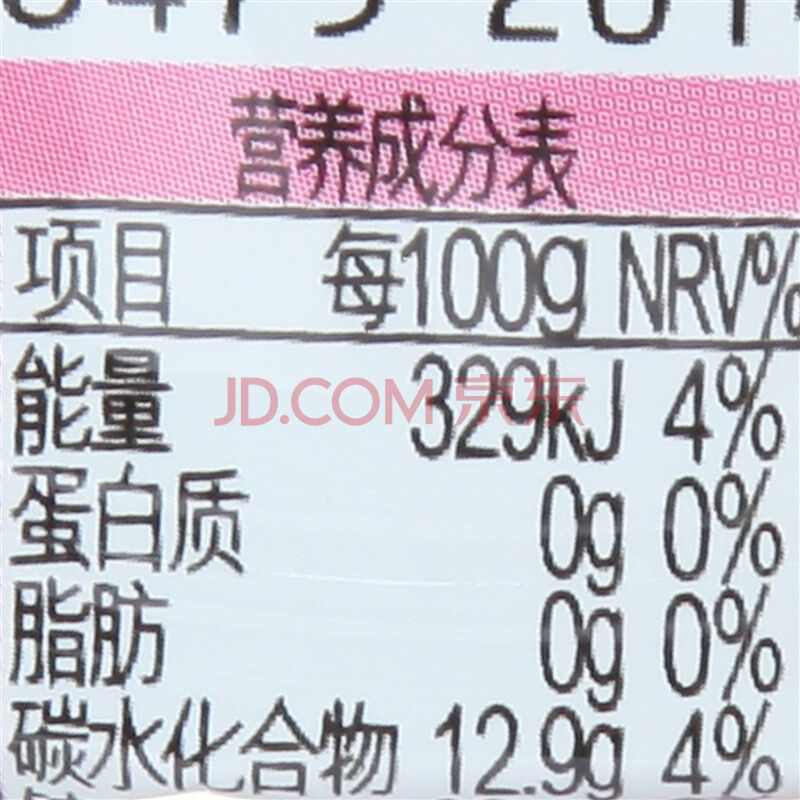 营养成分表
项目 每100g NRV%
能量 329kJ 4%
JD.COM 京东
蛋白质 0g 0%
脂肪 0g 0%
碳水化合物 12.9g 4%